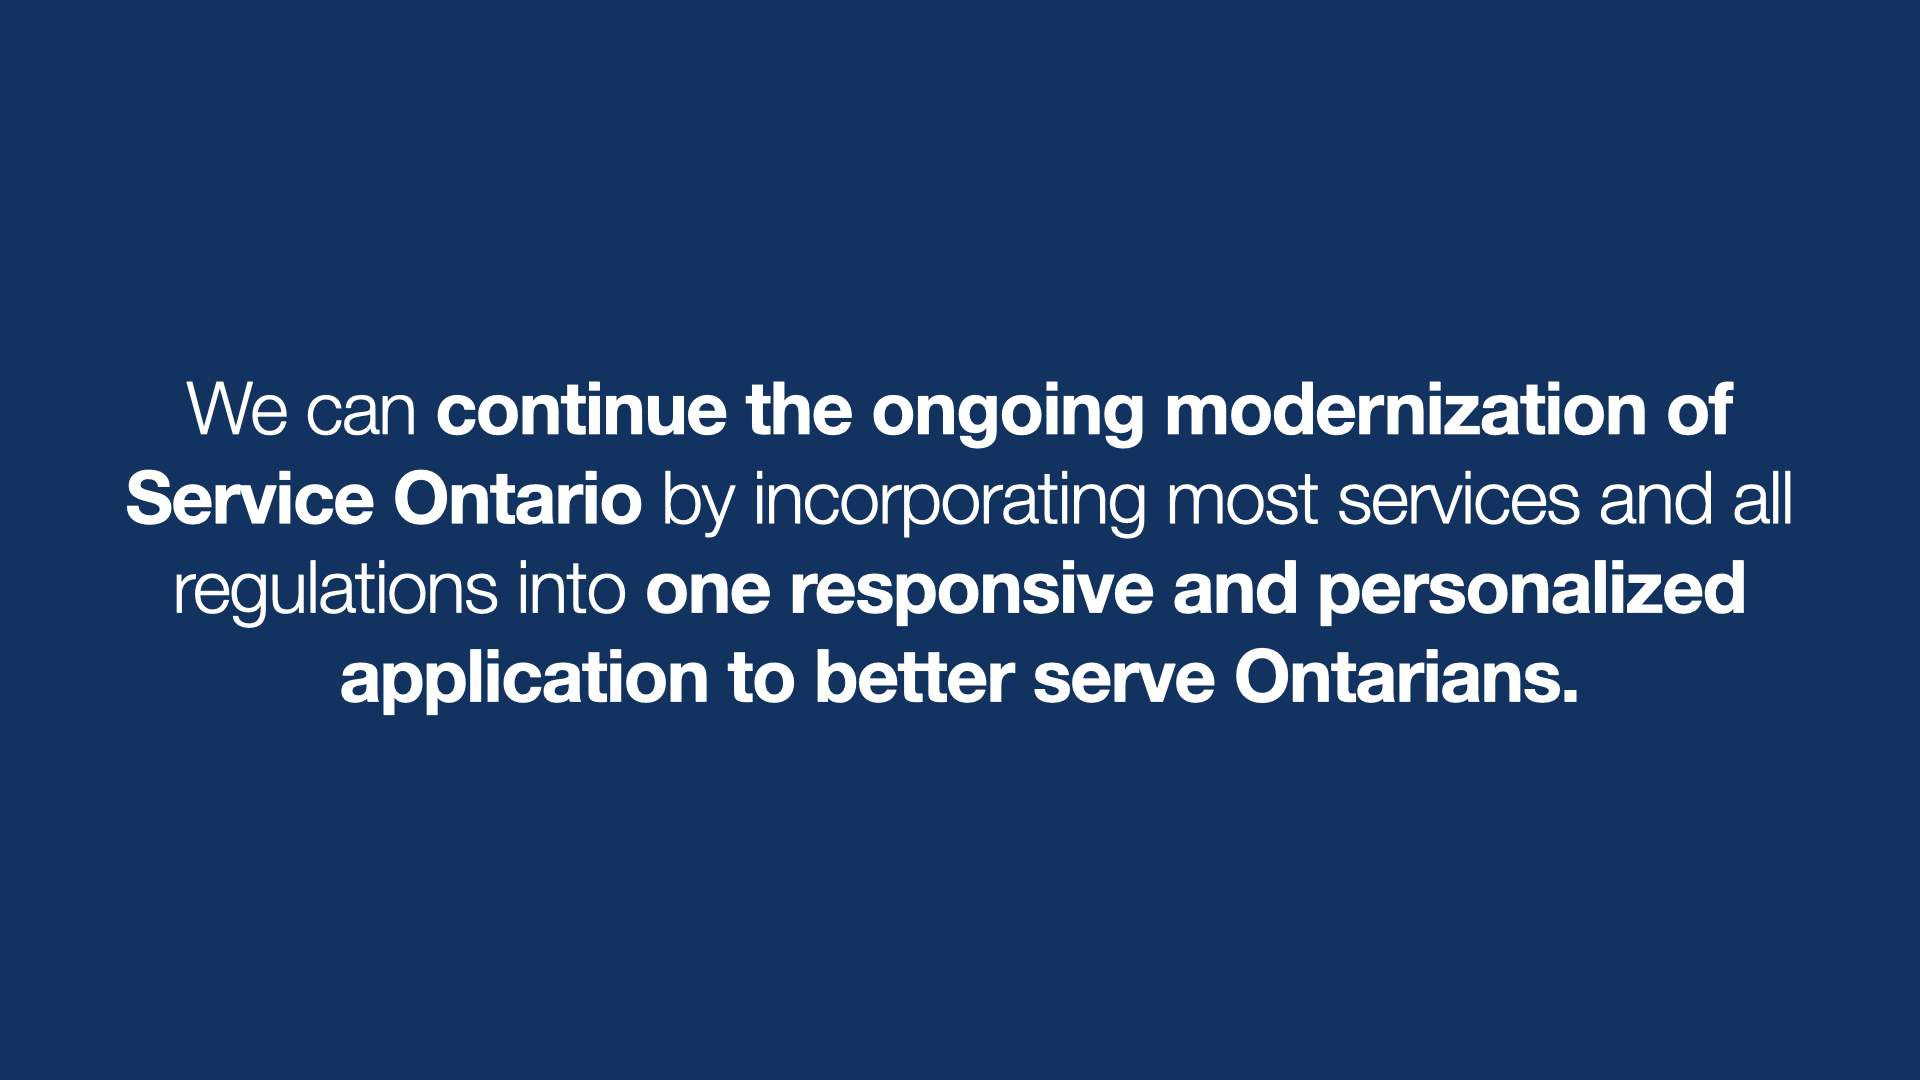 We can continue the ongoing modernization of
Service Ontario by incorporating most services and all
regulations into one responsive and personalized
application to better serve Ontarians.